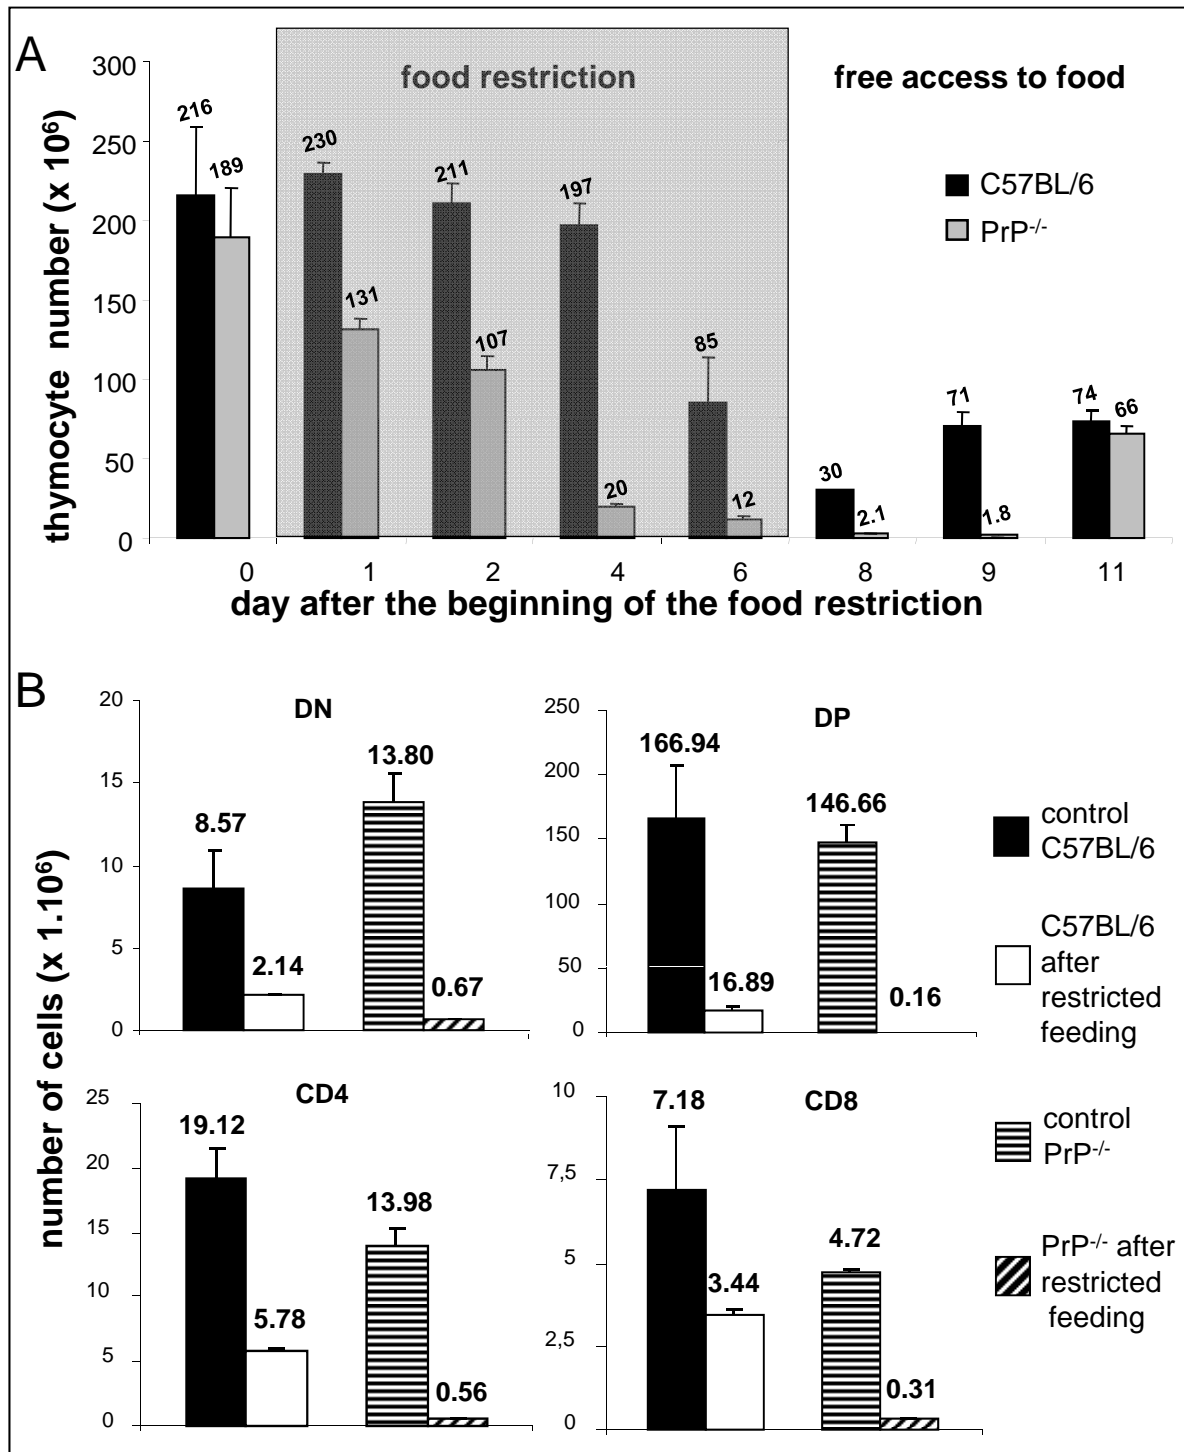 A
food restriction
free access to food
thymocyte number (x 10⁶)
300
250
200
150
100
50
0
216
189
230
131
211
107
197
20
85
12
30
2.1
71
1.8
74
66
C57BL/6
PrP-/-
0 1 2 4 6 8 9 11
day after the beginning of the food restriction
B
number of cells (x 1.10⁶)
DN
20
15
10
5
0
8.57
2.14
13.80
0.67
DP
250
200
150
100
50
0
166.94
16.89
146.66
0.16
CD4
25
20
15
10
5
0
19.12
5.78
13.98
0.56
CD8
10
7,5
5
2,5
0
7.18
3.44
4.72
0.31
control
C57BL/6
C57BL/6
after
restricted
feeding
control
PrP-/-
PrP-/- after
restricted
feeding